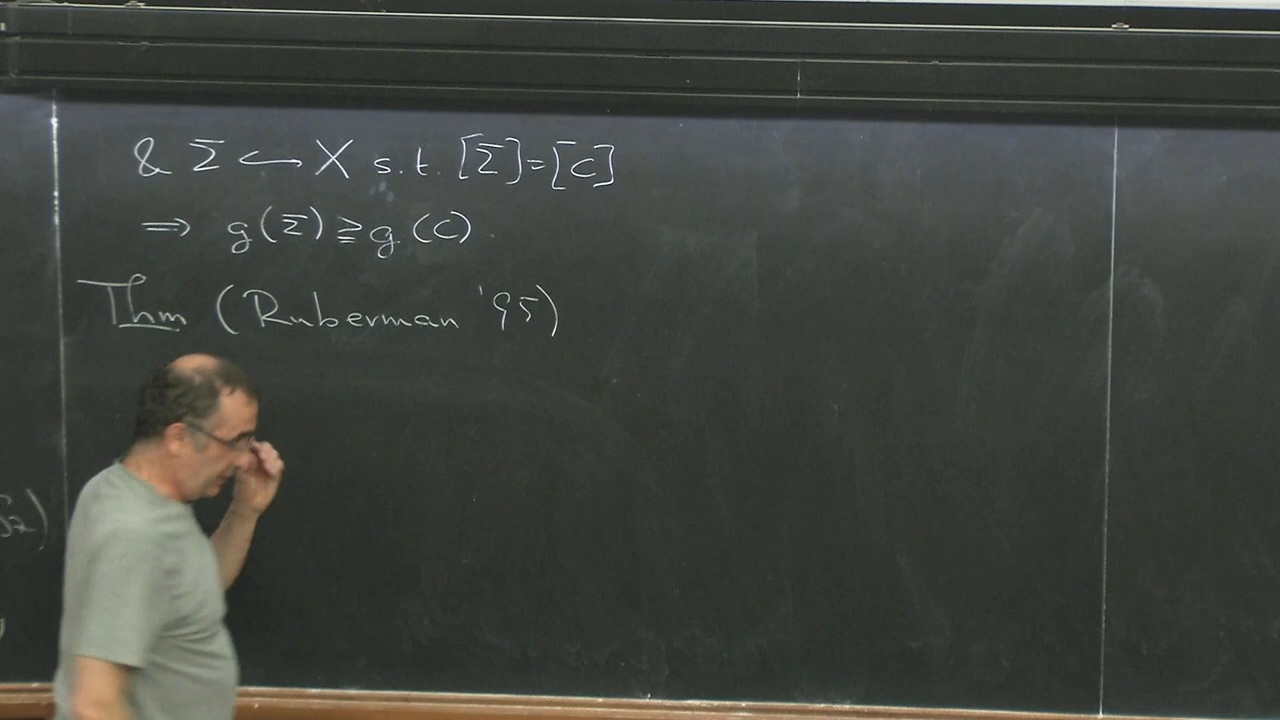 & Σ ↪ X s.t. [Σ]=[C]
⇒ g(Σ) ≧ g(C).
Thm (Ruberman '95)